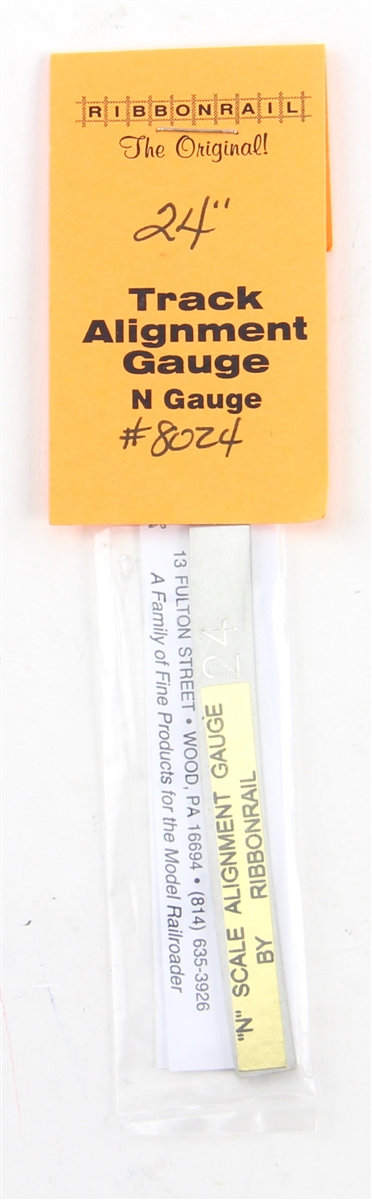 RIBBONRAIL
The Original!
24"
Track
Alignment
Gauge
N Gauge
#8024
24
"N" SCALE ALIGNMENT GAUGE
BY RIBBONRAIL
13 FULTON STREET • WOOD, PA 16694 • (814) 635-3926
A Family of Fine Products for the Model Railroader